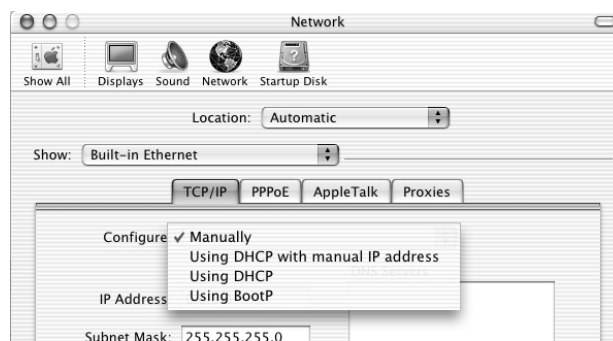 Network
Show All Displays Sound Network Startup Disk
Location: Automatic
Show: Built-in Ethernet
TCP/IP PPPoE AppleTalk Proxies
Configure ✓ Manually
Using DHCP with manual IP address
DNS Servers
Using DHCP
IP Address Using BootP
Subnet Mask: 255.255.255.0